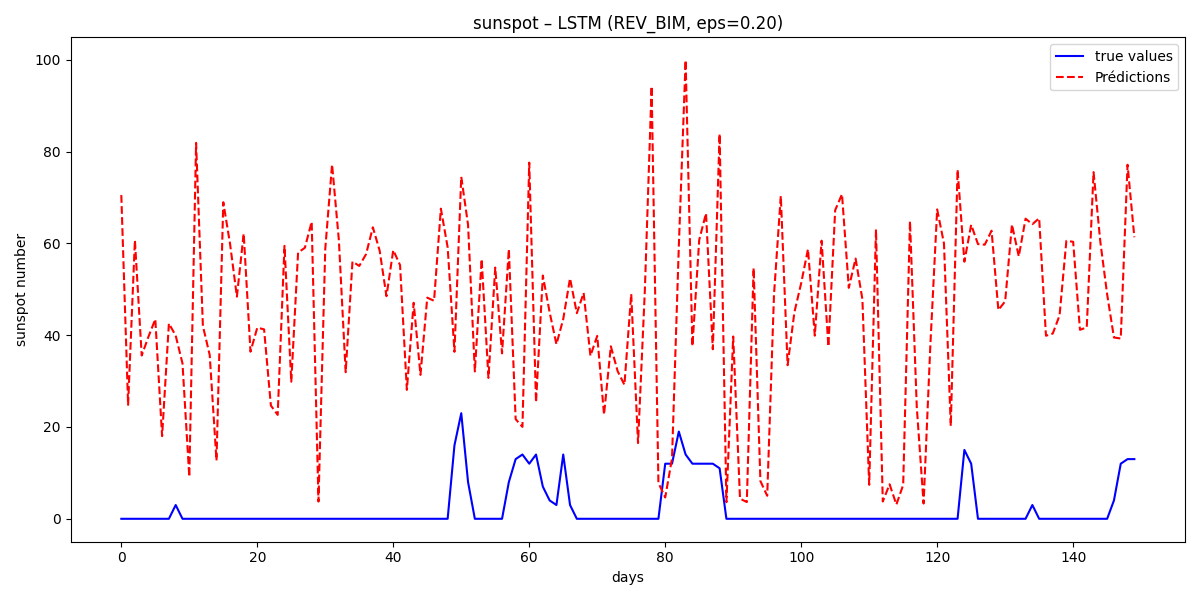 sunspot – LSTM (REV_BIM, eps=0.20)
true values
Prédictions
sunspot number
100
80
60
40
20
0
0 20 40 60 80 100 120 140
days